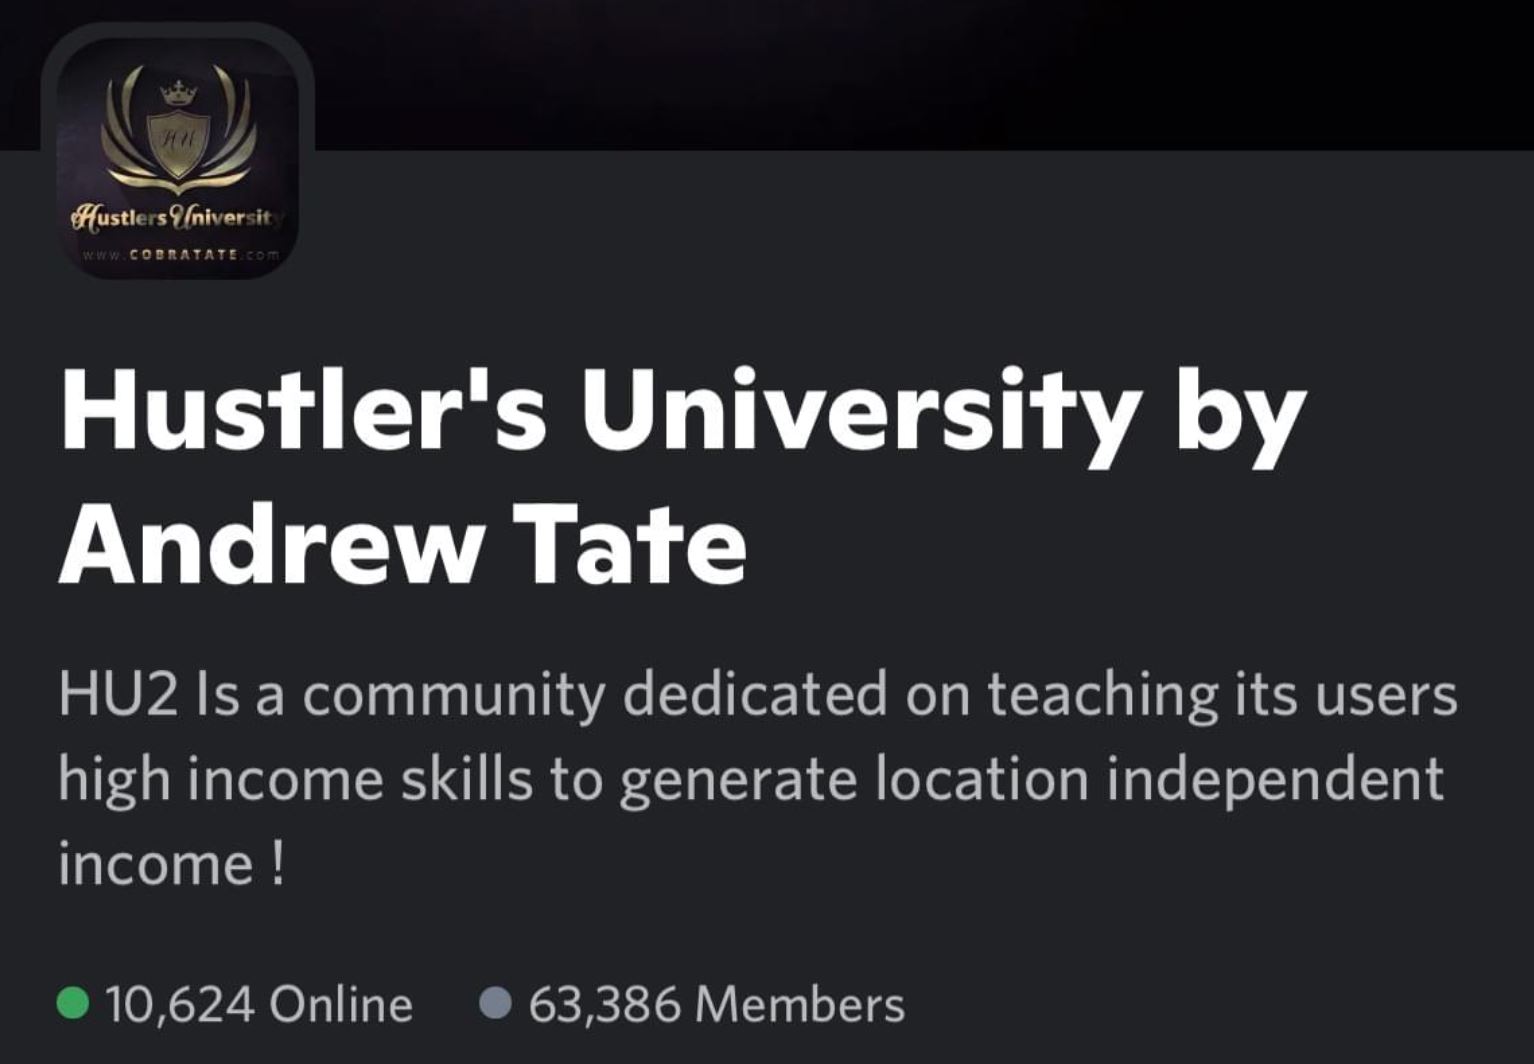 HU
Hustlers University
www.COBRATATE.com
Hustler's University by
Andrew Tate
HU2 Is a community dedicated on teaching its users
high income skills to generate location independent
income !
10,624 Online 63,386 Members